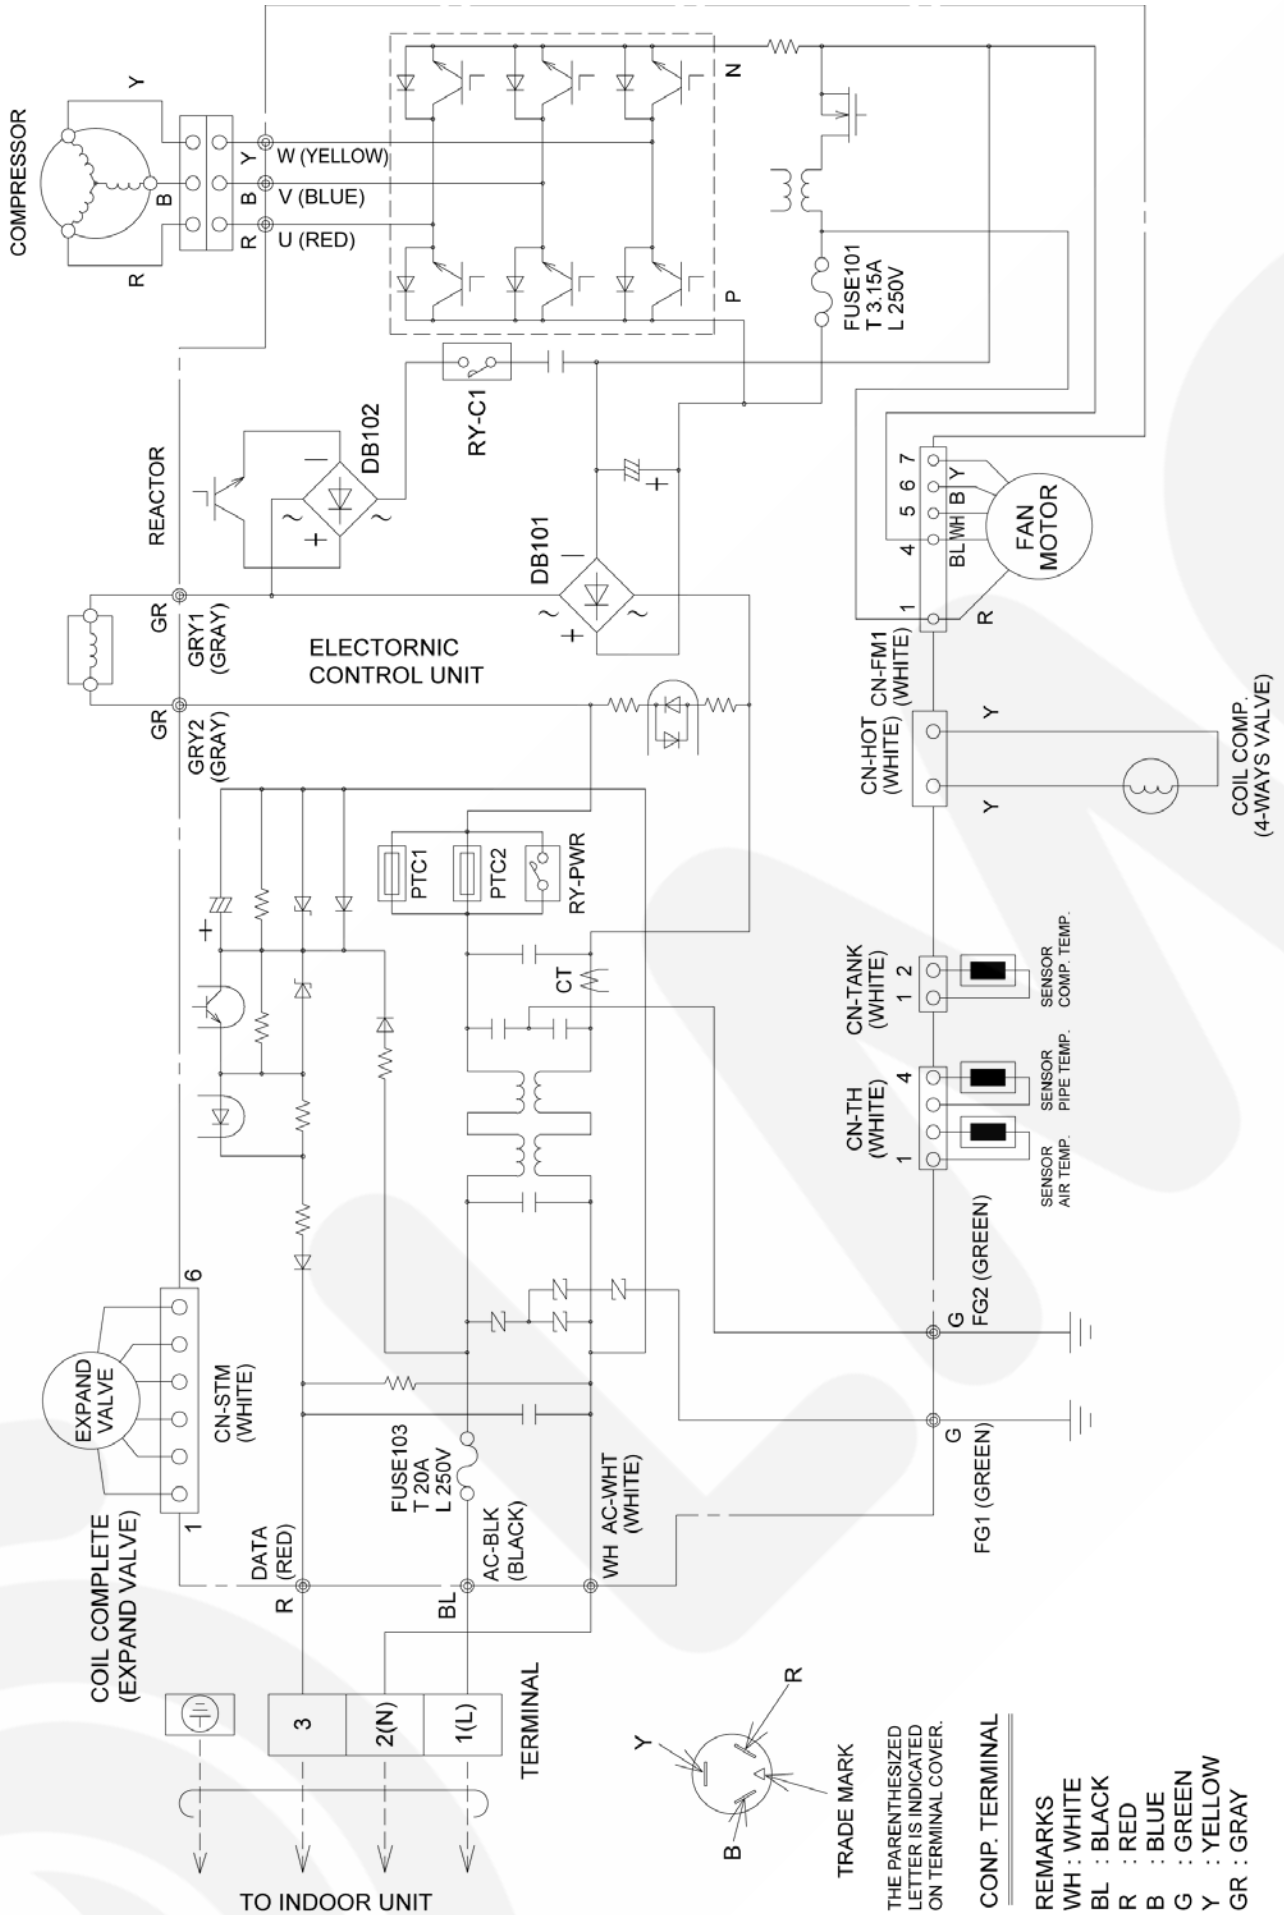 COMPRESSOR
Y
B
R
Y
B
R
W (YELLOW)
V (BLUE)
U (RED)
N
P
FUSE101
T 3.15A
L 250V
RY-C1
REACTOR
DB102
DB101
GR
GRY1
(GRAY)
GR
GRY2
(GRAY)
ELECTORNIC
CONTROL UNIT
PTC1
PTC2
RY-PWR
CT
COIL COMPLETE
(EXPAND VALVE)
EXPAND
VALVE
1
6
CN-STM
(WHITE)
DATA
(RED)
R
FUSE103
T 20A
L 250V
AC-BLK
(BLACK)
BL
WH AC-WHT
(WHITE)
3
2(N)
1(L)
TERMINAL
TO INDOOR UNIT
FG1 (GREEN)
G
FG2 (GREEN)
G
CN-TH
(WHITE)
1
4
SENSOR
AIR TEMP.
SENSOR
PIPE TEMP.
CN-TANK
(WHITE)
1 2
SENSOR
COMP. TEMP.
CN-HOT
(WHITE)
Y
Y
COIL COMP.
(4-WAYS VALVE)
CN-FM1
(WHITE)
1
4 5 6 7
R
BL WH B Y
FAN
MOTOR
Y
R
B
TRADE MARK
THE PARENTHESIZED
LETTER IS INDICATED
ON TERMINAL COVER.
CONP. TERMINAL
REMARKS
WH : WHITE
BL : BLACK
R : RED
B : BLUE
G : GREEN
Y : YELLOW
GR : GRAY